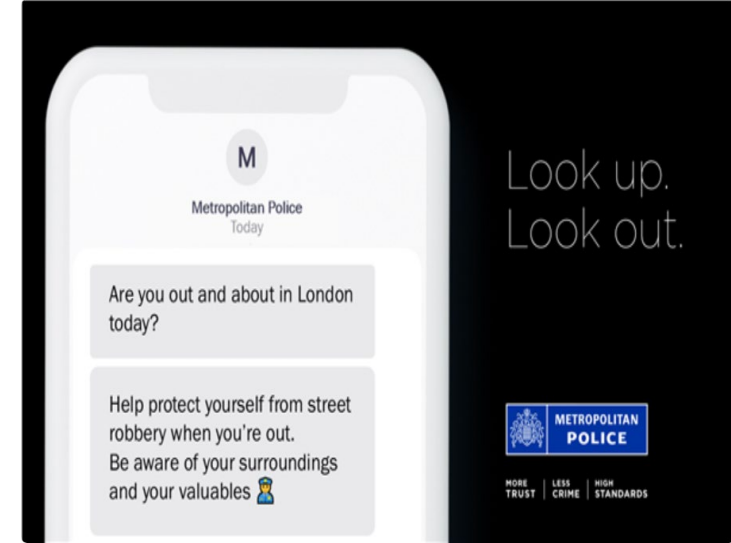 M
Metropolitan Police
Today
Are you out and about in London
today?
Help protect yourself from street
robbery when you're out.
Be aware of your surroundings
and your valuables 👮
Look up.
Look out.
METROPOLITAN
POLICE
MORE TRUST | LESS CRIME | HIGH STANDARDS